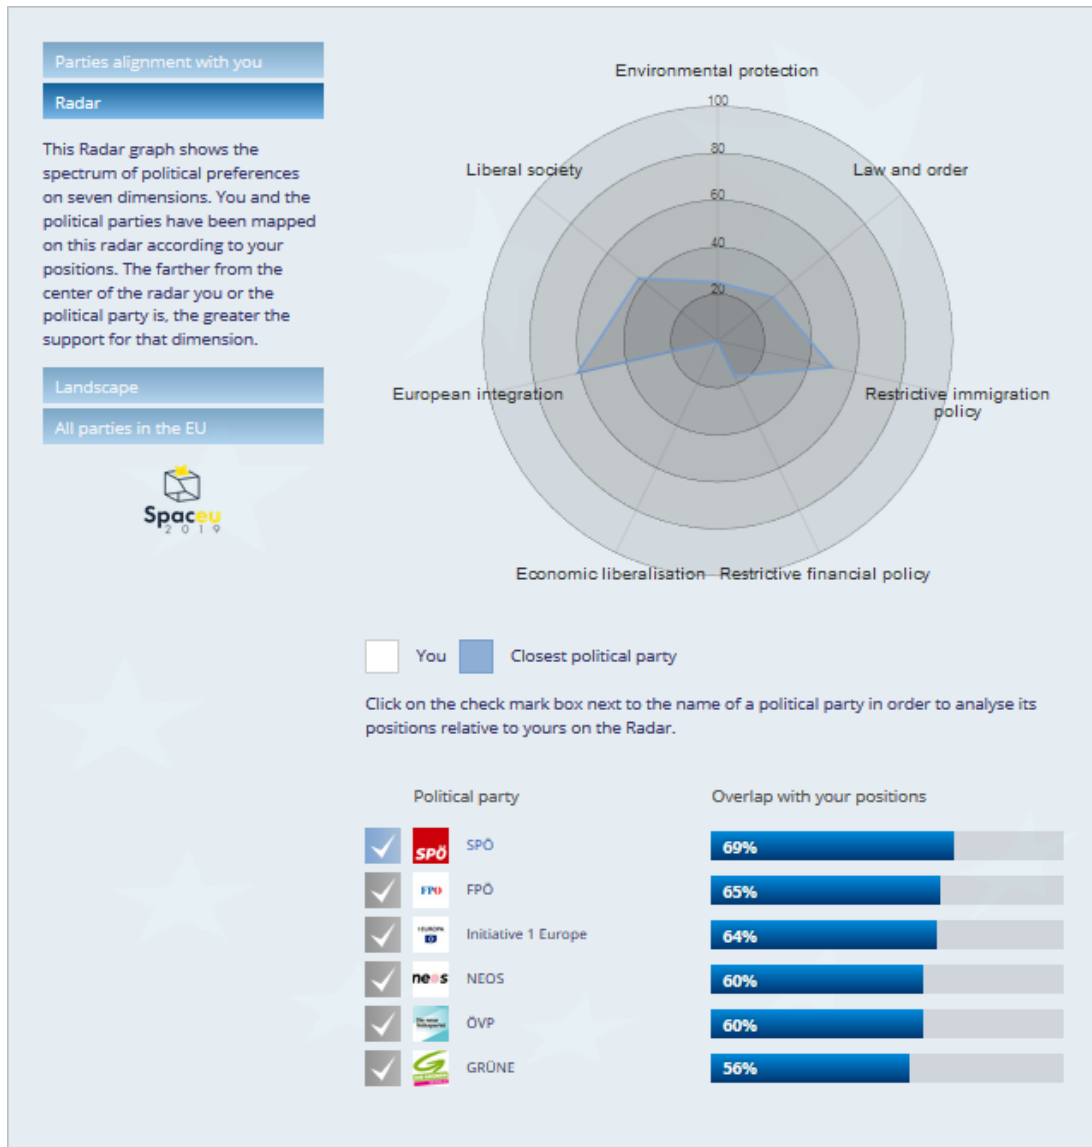 Parties alignment with you
Radar
This Radar graph shows the
spectrum of political preferences
on seven dimensions. You and the
political parties have been mapped
on this radar according to your
positions. The farther from the
center of the radar you or the
political party is, the greater the
support for that dimension.
Landscape
All parties in the EU
Spaceu
2019
Environmental protection
100
80
60
40
20
Liberal society
Law and order
European integration
Restrictive immigration
policy
Economic liberalisation
Restrictive financial policy
You
Closest political party
Click on the check mark box next to the name of a political party in order to analyse its
positions relative to yours on the Radar.
Political party
Overlap with your positions
SPÖ SPÖ 69%
FPÖ FPÖ 65%
1 EUROPA Initiative 1 Europe 64%
neos NEOS 60%
ÖVP 60%
GRÜNE 56%